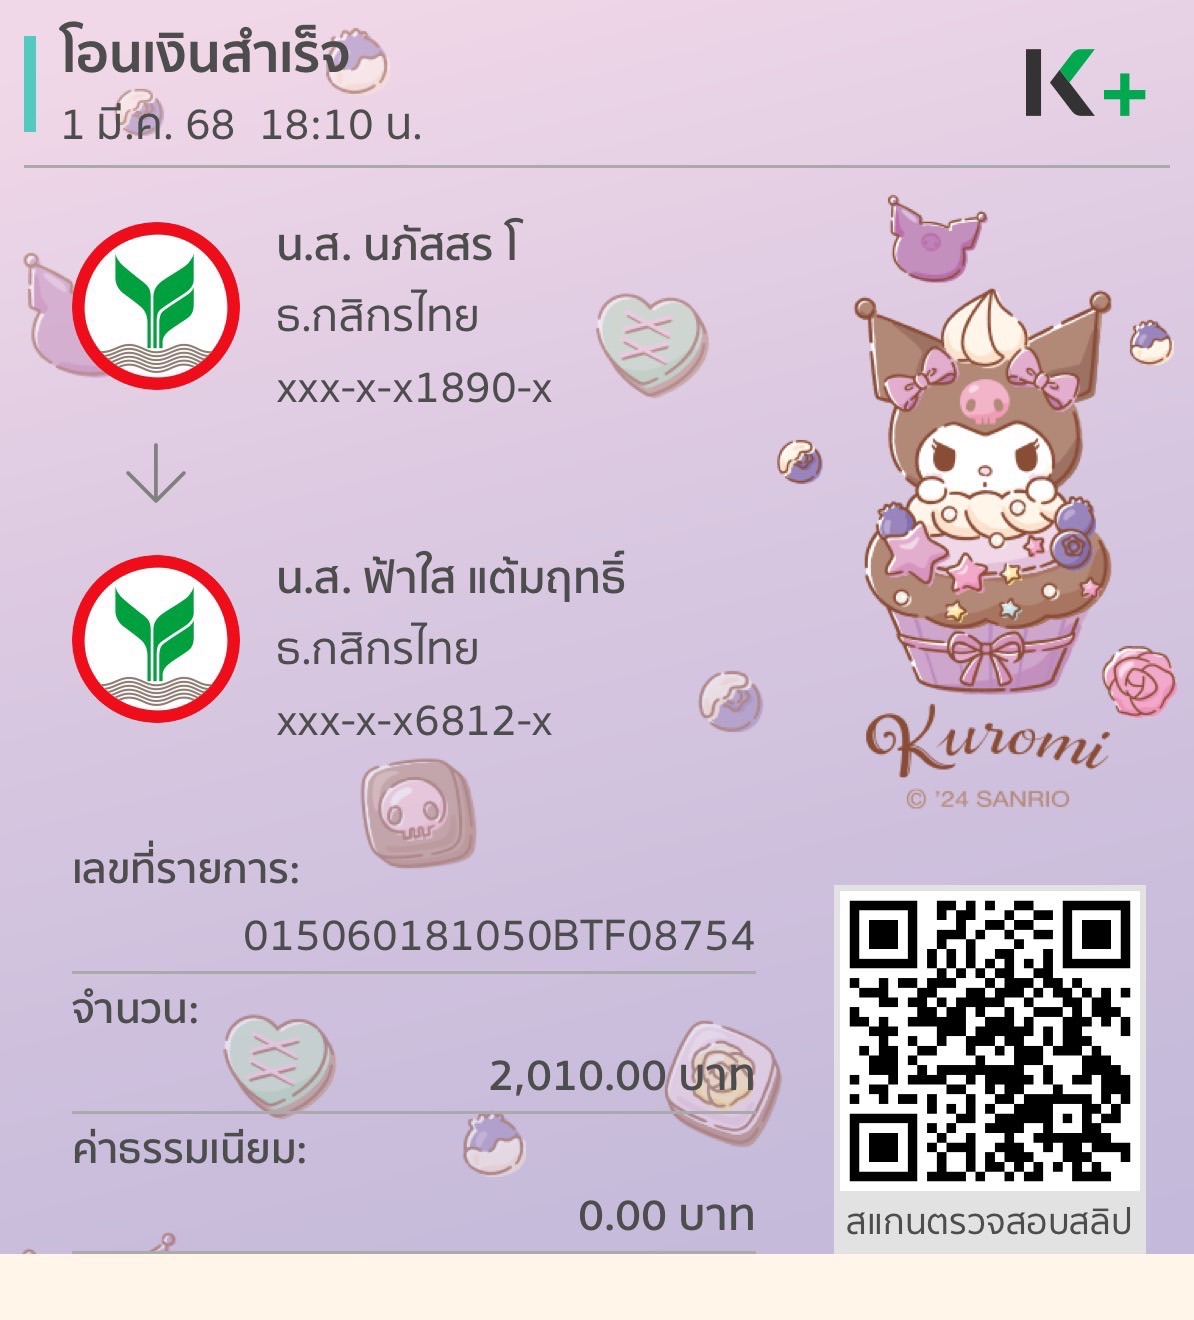 โอนเงินสำเร็จ
1 มี.ค. 68 18:10 น.
K+
น.ส. นภัสสร โ
ธ.กสิกรไทย
xxx-x-x1890-x
น.ส. ฟ้าใส แต้มฤทธิ์
ธ.กสิกรไทย
xxx-x-x6812-x
Kuromi
© '24 SANRIO
เลขที่รายการ:
015060181050BTF08754
จำนวน:
2,010.00 บาท
ค่าธรรมเนียม:
0.00 บาท
สแกนตรวจสอบสลิป